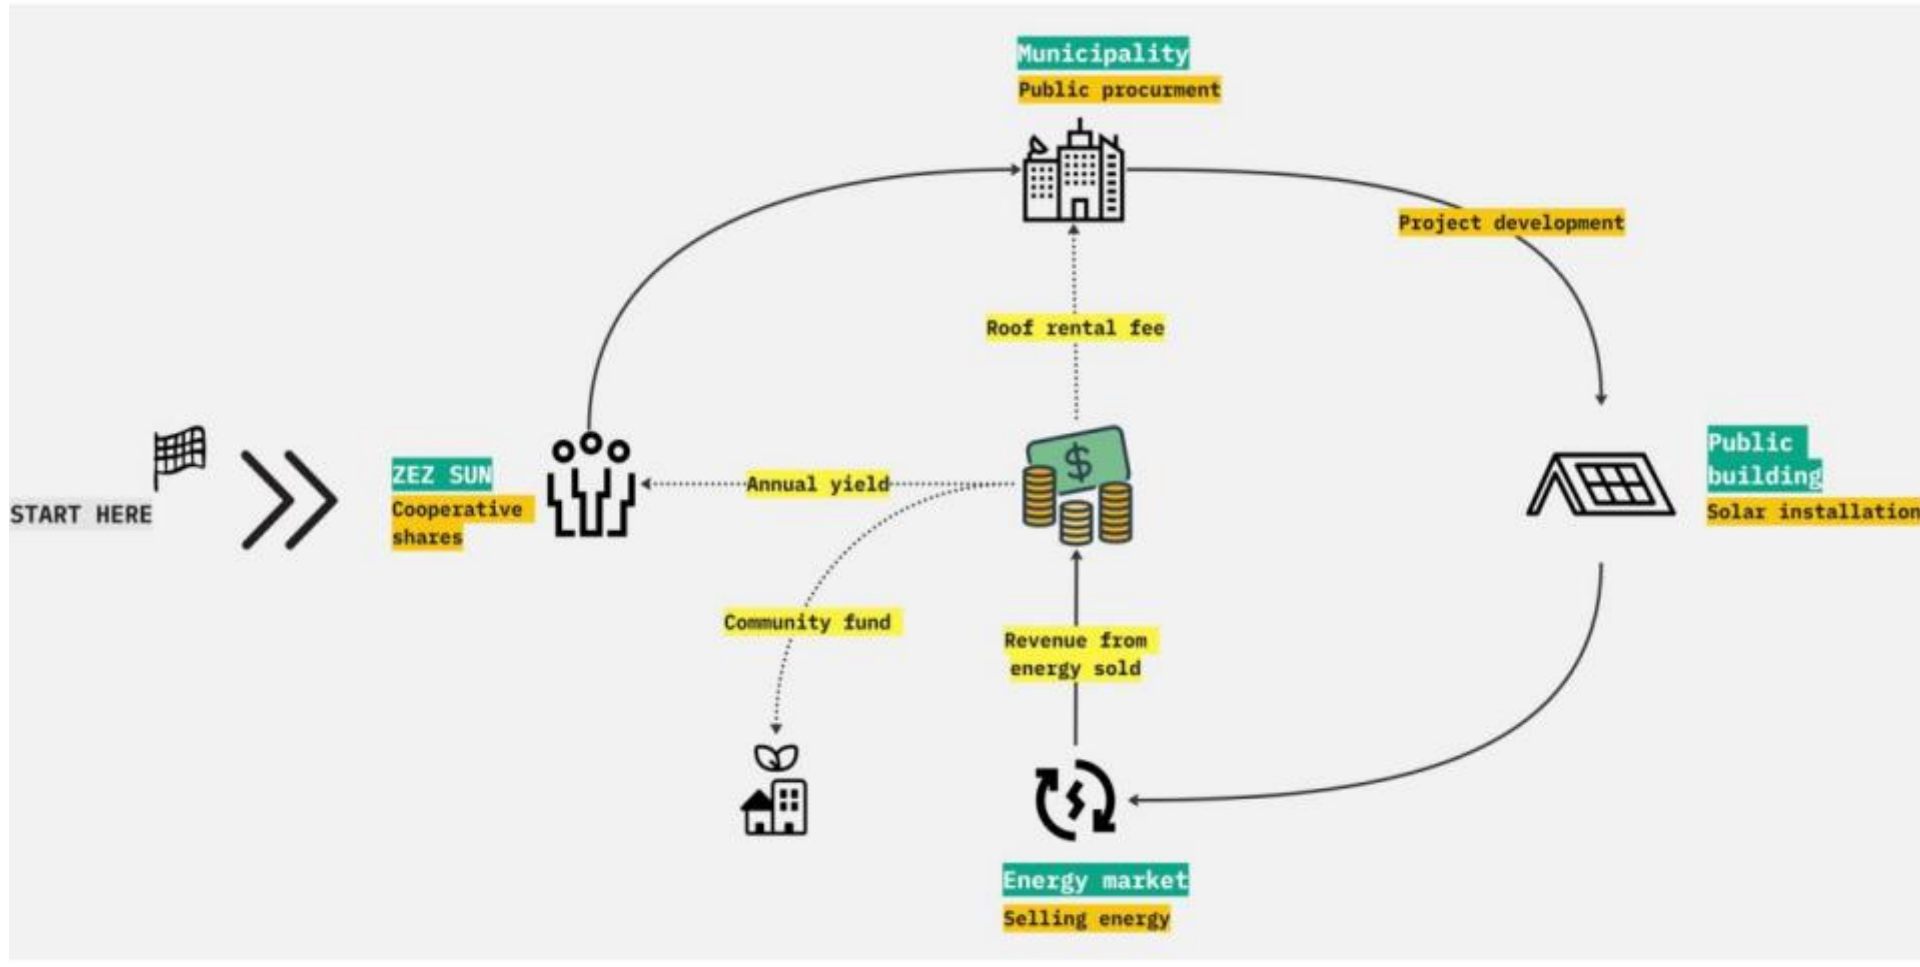 Municipality
Public procurment
Project development
Roof rental fee
START HERE
ZEZ SUN
Cooperative
shares
Annual yield
Public
building
Solar installation
Community fund
Revenue from
energy sold
Energy market
Selling energy